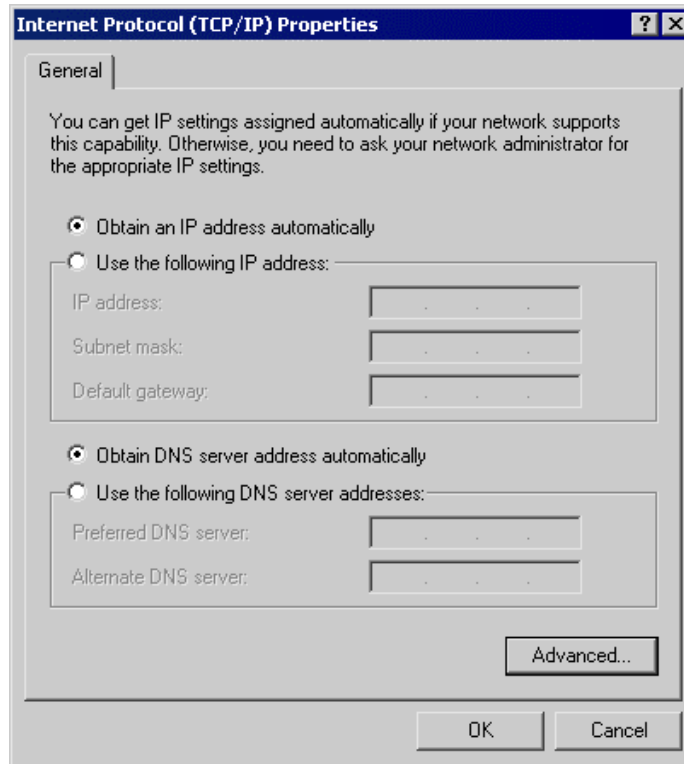 Internet Protocol (TCP/IP) Properties
General
You can get IP settings assigned automatically if your network supports
this capability. Otherwise, you need to ask your network administrator for
the appropriate IP settings.
Obtain an IP address automatically
Use the following IP address:
IP address:
Subnet mask:
Default gateway:
Obtain DNS server address automatically
Use the following DNS server addresses:
Preferred DNS server:
Alternate DNS server:
Advanced...
OK Cancel